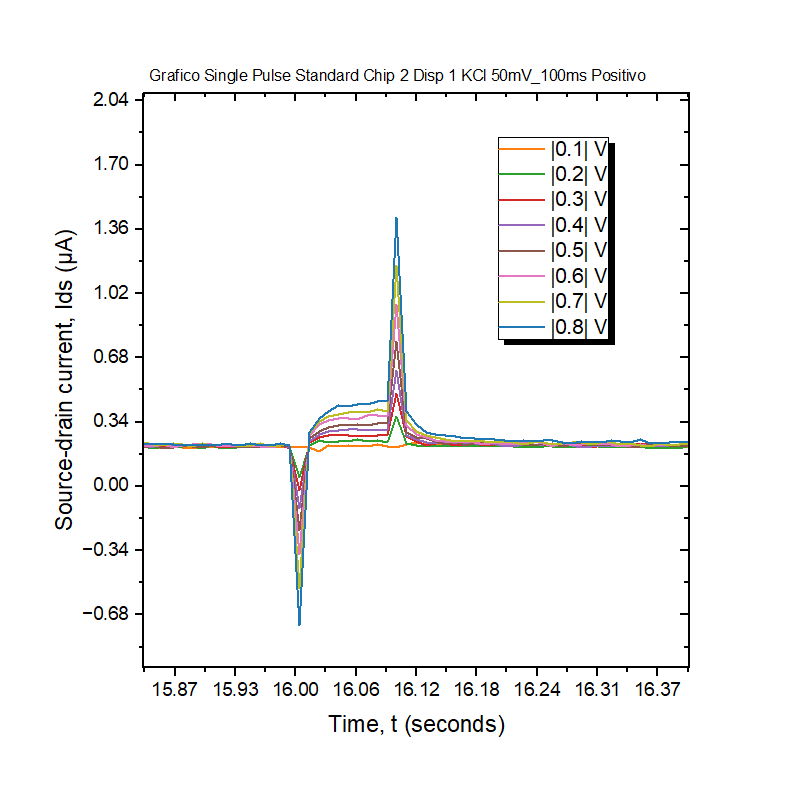 Grafico Single Pulse Standard Chip 2 Disp 1 KCl 50mV_100ms Positivo
2.04
1.70
1.36
1.02
0.68
0.34
0.00
−0.34
−0.68
Source-drain current, Ids (µA)
|0.1| V
|0.2| V
|0.3| V
|0.4| V
|0.5| V
|0.6| V
|0.7| V
|0.8| V
15.87 15.93 16.00 16.06 16.12 16.18 16.24 16.31 16.37
Time, t (seconds)